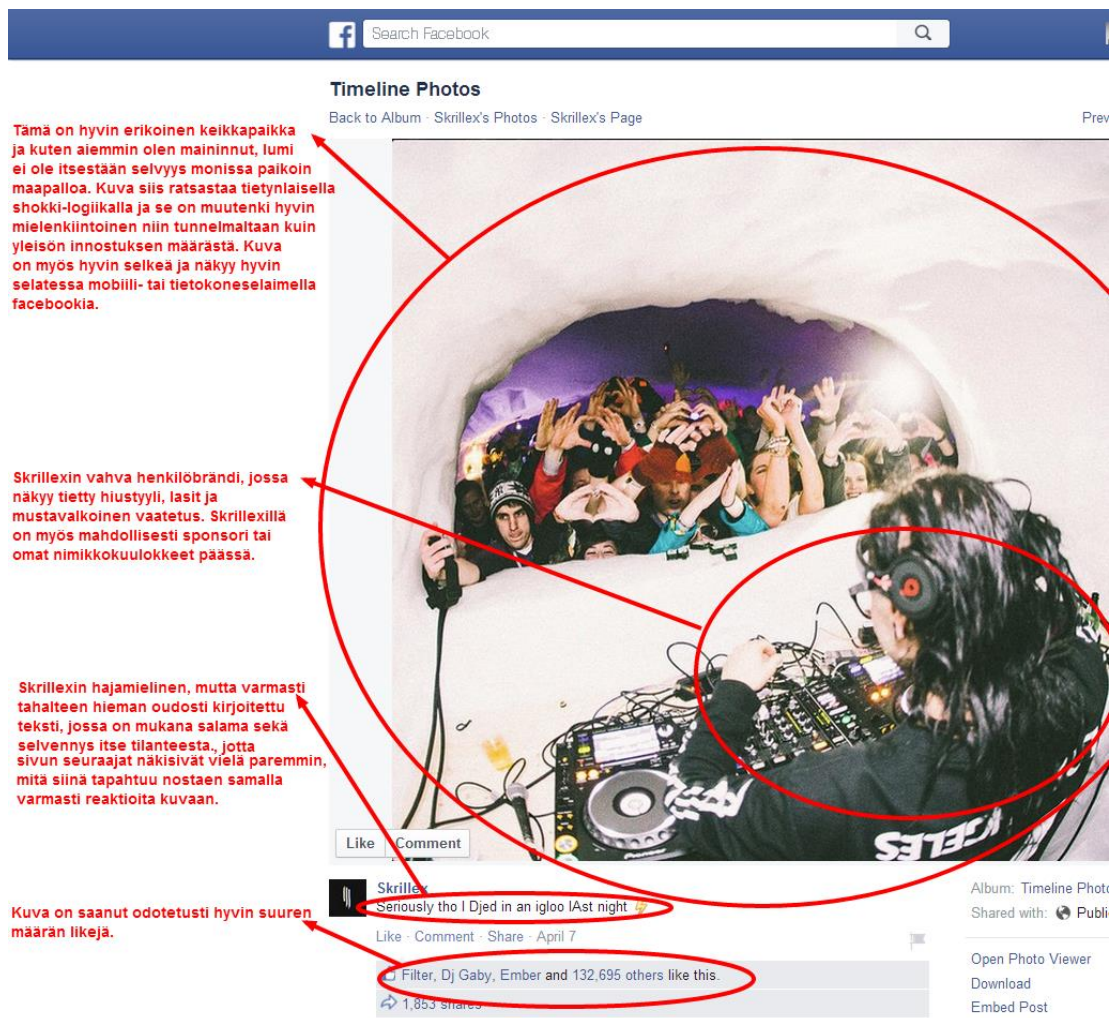 Search Facebook
Timeline Photos
Back to Album · Skrillex's Photos · Skrillex's Page
Prev
Tämä on hyvin erikoinen keikkapaikka
ja kuten aiemmin olen maininnut, lumi
ei ole itsestään selvyys monissa paikoin
maapalloa. Kuva siis ratsastaa tietynlaisella
shokki-logiikalla ja se on muutenki hyvin
mielenkiintoinen niin tunnelmaltaan kuin
yleisön innostuksen määrästä. Kuva
on myös hyvin selkeä ja näkyy hyvin
selatessa mobiili- tai tietokoneselaimella
facebookia.
Skrillexin vahva henkilöbrändi, jossa
näkyy tietty hiustyyli, lasit ja
mustavalkoinen vaatetus. Skrillexillä
on myös mahdollisesti sponsori tai
omat nimikkokuulokkeet päässä.
Skrillexin hajamielinen, mutta varmasti
tahalteen hieman oudosti kirjoitettu
teksti, jossa on mukana salama sekä
selvennys itse tilanteesta., jotta
sivun seuraajat näkisivät vielä paremmin,
mitä siinä tapahtuu nostaen samalla
varmasti reaktioita kuvaan.
Kuva on saanut odotetusti hyvin suuren
määrän likejä.
Like Comment
Skrillex
Seriously tho I Djed in an igloo lAst night
Like · Comment · Share · April 7
Filter, Dj Gaby, Ember and 132,695 others like this.
1,853 shares
Album: Timeline Photo
Shared with: Publi
Open Photo Viewer
Download
Embed Post